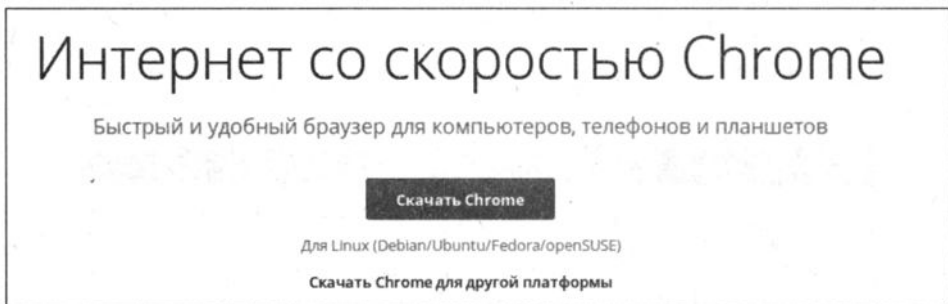 Интернет со скоростью Chrome
Быстрый и удобный браузер для компьютеров, телефонов и планшетов
Скачать Chrome
Для Linux (Debian/Ubuntu/Fedora/openSUSE)
Скачать Chrome для другой платформы